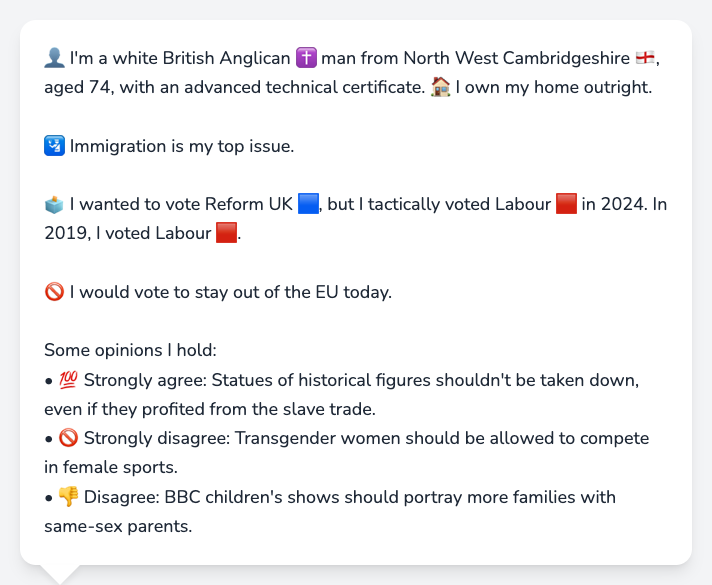 👤 I'm a white British Anglican ✝️ man from North West Cambridgeshire 🏴󠁧󠁢󠁥󠁮󠁧󠁿,
aged 74, with an advanced technical certificate. 🏠 I own my home outright.
🛂 Immigration is my top issue.
🗳️ I wanted to vote Reform UK 🟦, but I tactically voted Labour 🟥 in 2024. In
2019, I voted Labour 🟥.
🚫 I would vote to stay out of the EU today.
Some opinions I hold:
• 💯 Strongly agree: Statues of historical figures shouldn't be taken down,
even if they profited from the slave trade.
• 🚫 Strongly disagree: Transgender women should be allowed to compete
in female sports.
• 👎 Disagree: BBC children's shows should portray more families with
same-sex parents.